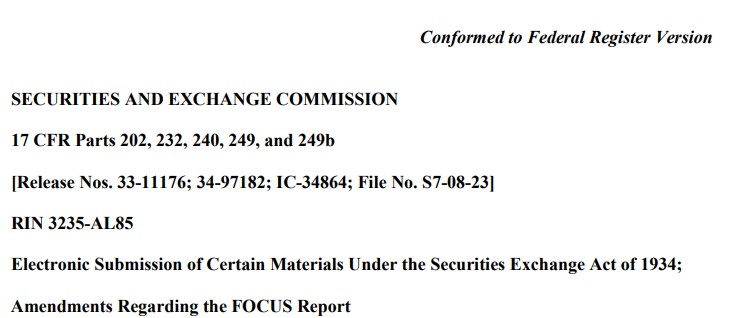 Conformed to Federal Register Version
SECURITIES AND EXCHANGE COMMISSION
17 CFR Parts 202, 232, 240, 249, and 249b
[Release Nos. 33-11176; 34-97182; IC-34864; File No. S7-08-23]
RIN 3235-AL85
Electronic Submission of Certain Materials Under the Securities Exchange Act of 1934;
Amendments Regarding the FOCUS Report